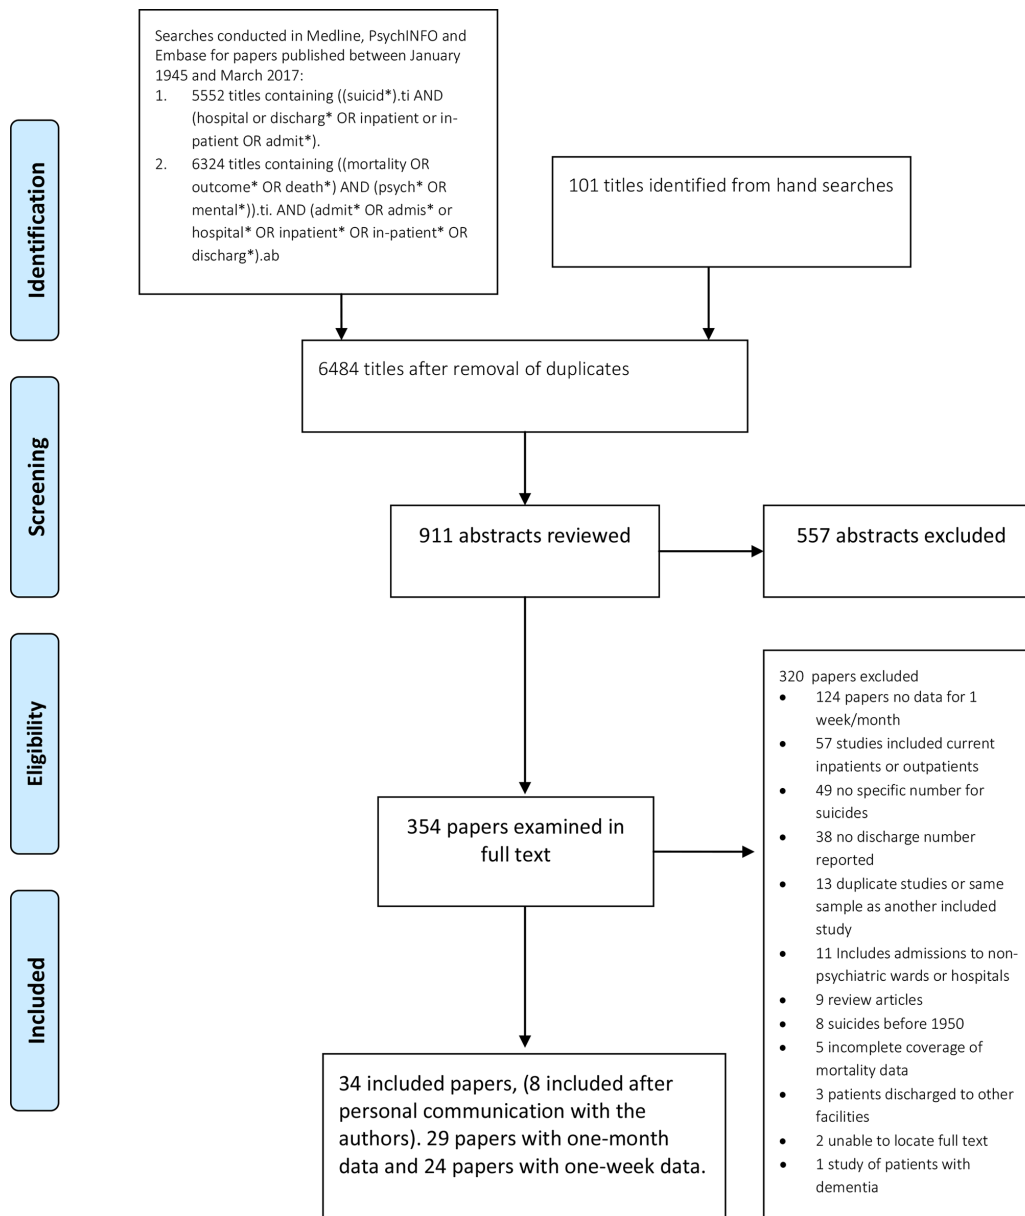 Searches conducted in Medline, PsychINFO and
Embase for papers published between January
1945 and March 2017:
1. 5552 titles containing ((suicid*).ti AND
(hospital or discharg* OR inpatient or in-
patient OR admit*).
2. 6324 titles containing ((mortality OR
outcome* OR death*) AND (psych* OR
mental*)).ti. AND (admit* OR admis* or
hospital* OR inpatient* OR in-patient* OR
discharg*).ab
101 titles identified from hand searches
Identification
6484 titles after removal of duplicates
Screening
911 abstracts reviewed
557 abstracts excluded
Eligibility
354 papers examined in
full text
320 papers excluded
• 124 papers no data for 1
week/month
• 57 studies included current
inpatients or outpatients
• 49 no specific number for
suicides
• 38 no discharge number
reported
• 13 duplicate studies or same
sample as another included
study
• 11 Includes admissions to non-
psychiatric wards or hospitals
• 9 review articles
• 8 suicides before 1950
• 5 incomplete coverage of
mortality data
• 3 patients discharged to other
facilities
• 2 unable to locate full text
• 1 study of patients with
dementia
Included
34 included papers, (8 included after
personal communication with the
authors). 29 papers with one-month
data and 24 papers with one-week data.